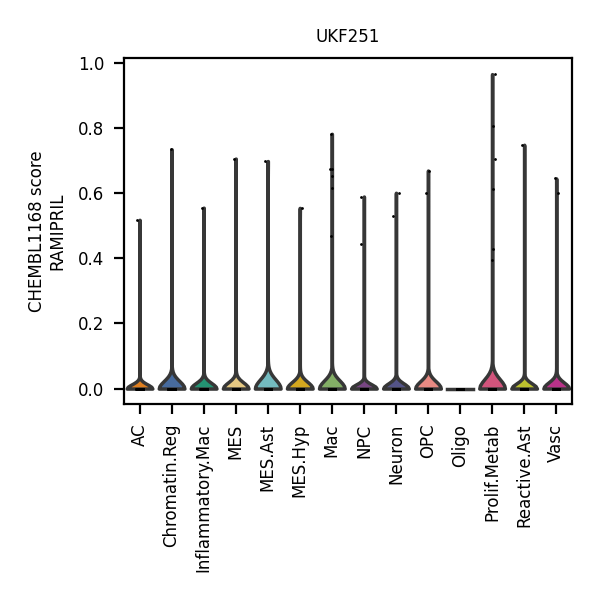 UKF251
CHEMBL1168 score
RAMIPRIL
1.0
0.8
0.6
0.4
0.2
0.0
AC
Chromatin.Reg
Inflammatory.Mac
MES
MES.Ast
MES.Hyp
Mac
NPC
Neuron
OPC
Oligo
Prolif.Metab
Reactive.Ast
Vasc